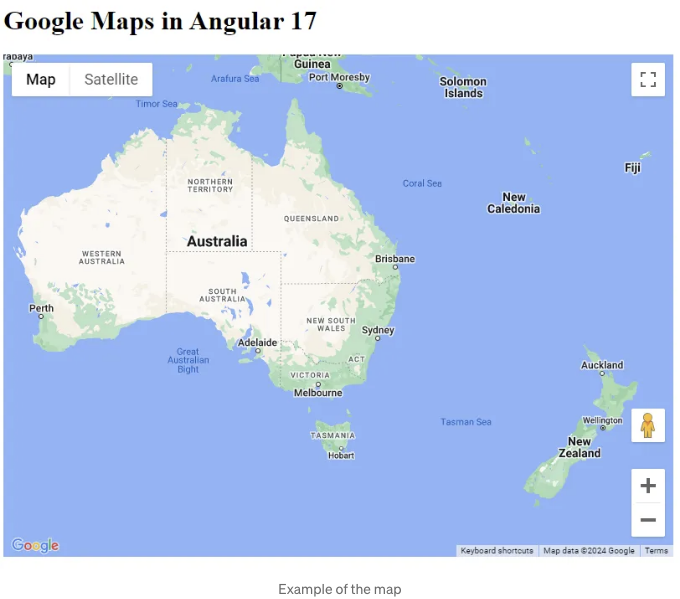 Google Maps in Angular 17
rabaya
Guinea
Port Moresby
Solomon
Islands
Map
Satellite
Arafura Sea
Timor Sea
Fiji
Coral Sea
NORTHERN
TERRITORY
New
Caledonia
QUEENSLAND
Australia
WESTERN
AUSTRALIA
Brisbane
SOUTH
AUSTRALIA
Perth
NEW SOUTH
WALES
Sydney
Adelaide
Great
Australian
Bight
ACT
Auckland
VICTORIA
Melbourne
Tasman Sea
Wellington
TASMANIA
New
Zealand
Hobart
Google
Keyboard shortcuts
Map data ©2024 Google
Terms
Example of the map